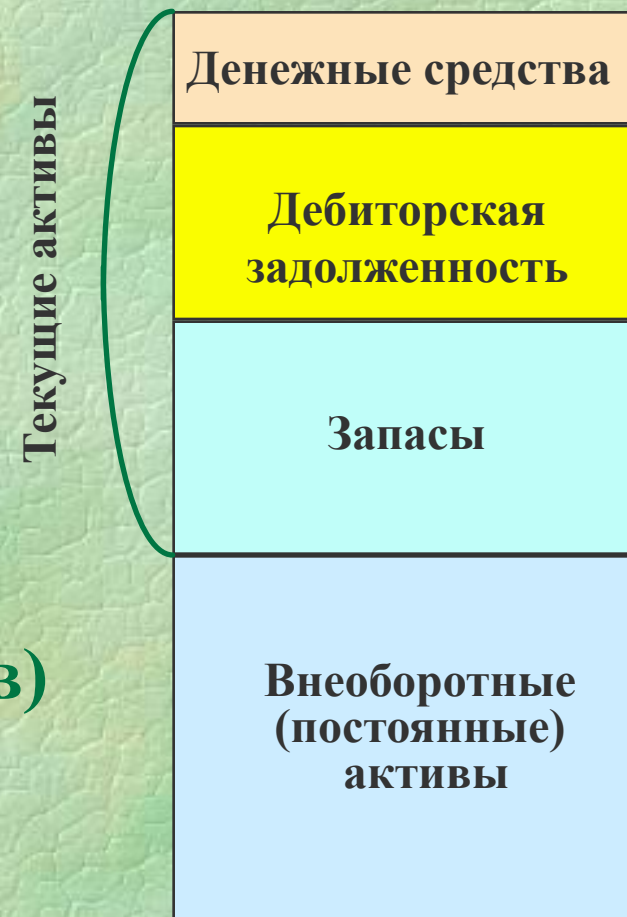 Текущие активы
Денежные средства
Дебиторская
задолженность
Запасы
в)
Внеоборотные
(постоянные)
активы